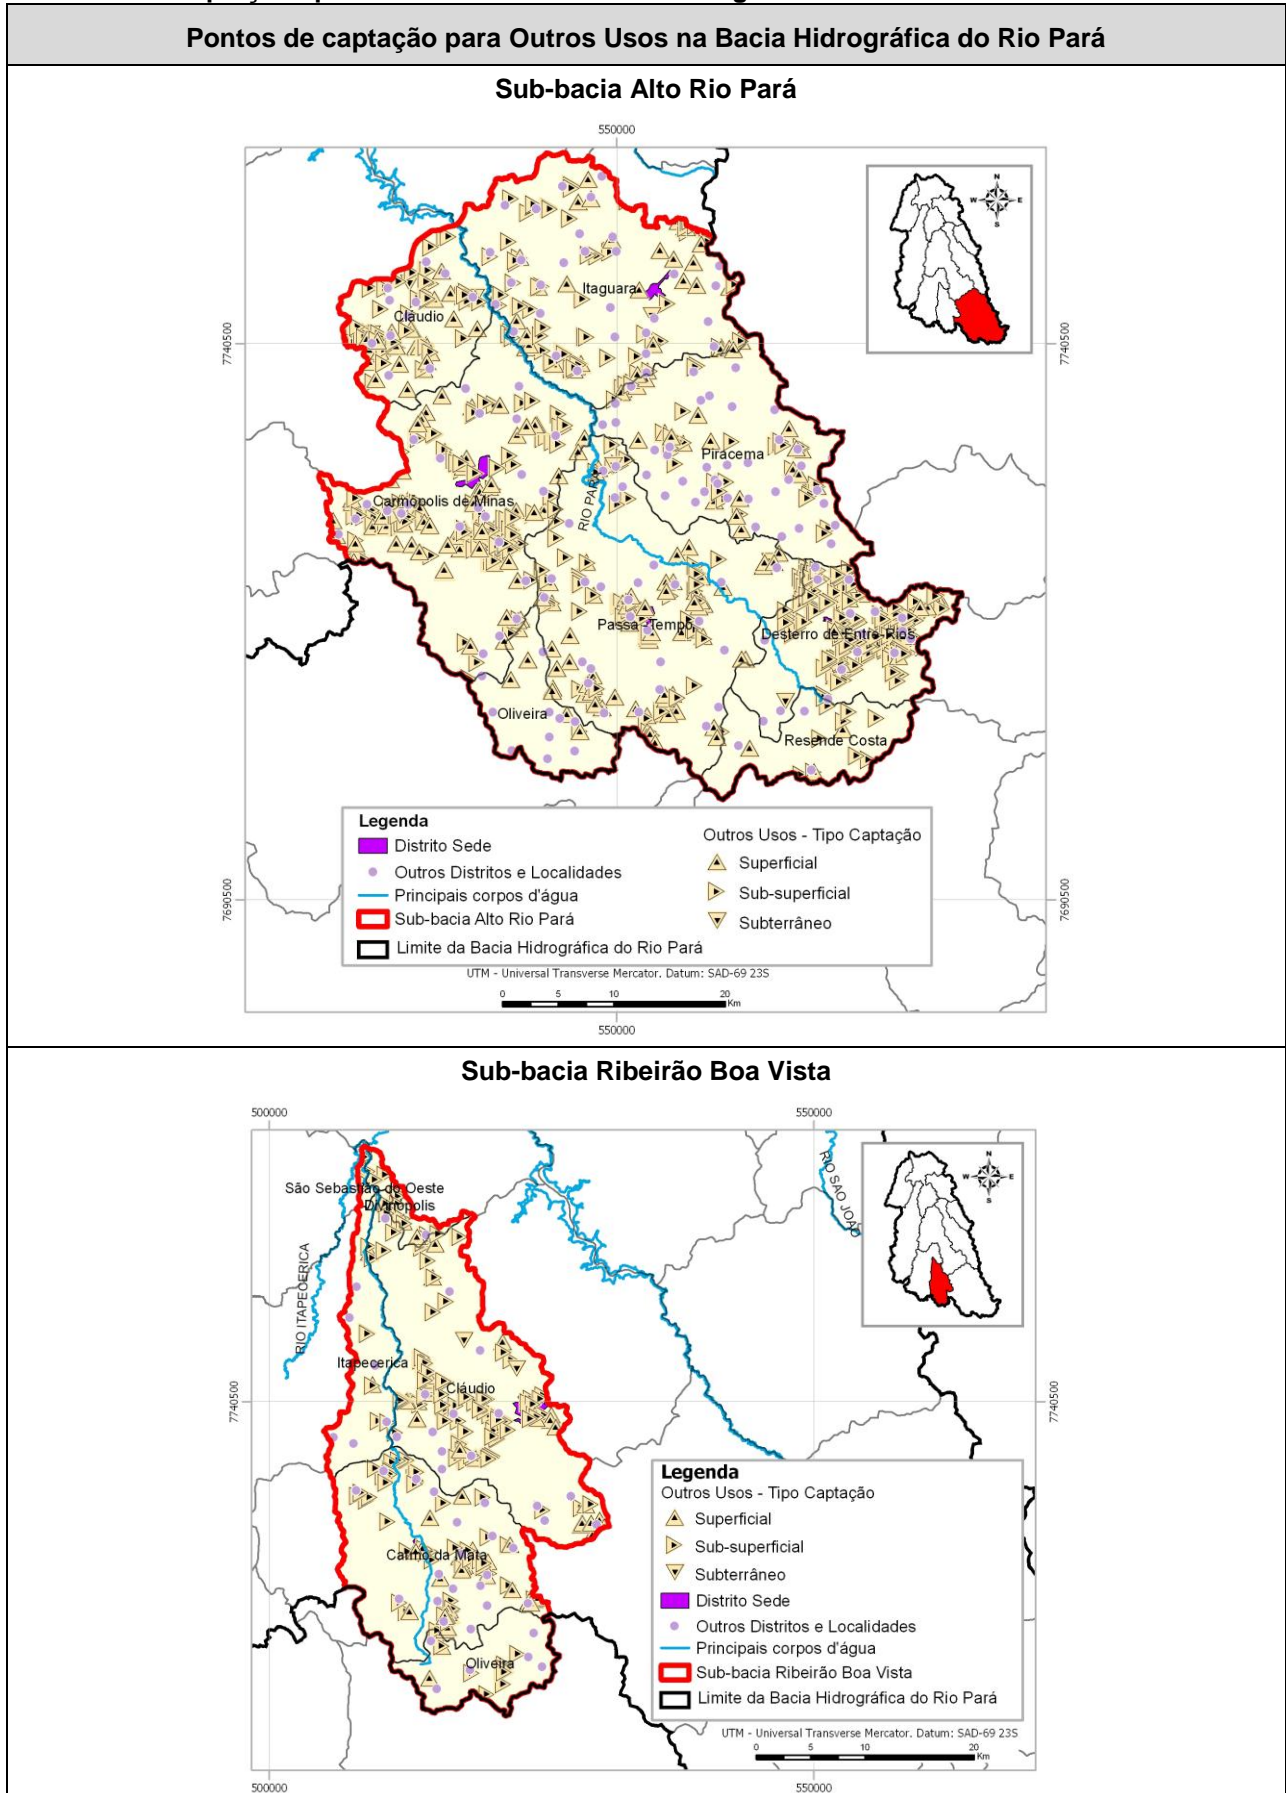 Pontos de captação para Outros Usos na Bacia Hidrográfica do Rio Pará
Sub-bacia Alto Rio Pará
550000
N
W E
S
Itaguara
Cláudio
7740500
7740500
Piracema
Carmópolis de Minas
RIO PARÁ
Passa -Tempo
Desterro de Entre-Rios
Oliveira
Resende Costa
Legenda
Distrito Sede
Outros Distritos e Localidades
Principais corpos d'água
Sub-bacia Alto Rio Pará
Limite da Bacia Hidrográfica do Rio Pará
Outros Usos - Tipo Captação
Superficial
Sub-superficial
Subterrâneo
7690500
7690500
UTM - Universal Transverse Mercator. Datum: SAD-69 23S
0 5 10 20
Km
550000
Sub-bacia Ribeirão Boa Vista
500000 550000
N
W E
S
RIO SAO JOAO
São Sebastião do Oeste
Divinópolis
RIO ITAPECERICA
Itapecerica
Cláudio
7740500
7740500
Carmo da Mata
Oliveira
Legenda
Outros Usos - Tipo Captação
Superficial
Sub-superficial
Subterrâneo
Distrito Sede
Outros Distritos e Localidades
Principais corpos d'água
Sub-bacia Ribeirão Boa Vista
Limite da Bacia Hidrográfica do Rio Pará
UTM - Universal Transverse Mercator. Datum: SAD-69 23S
0 5 10 20
Km
500000 550000